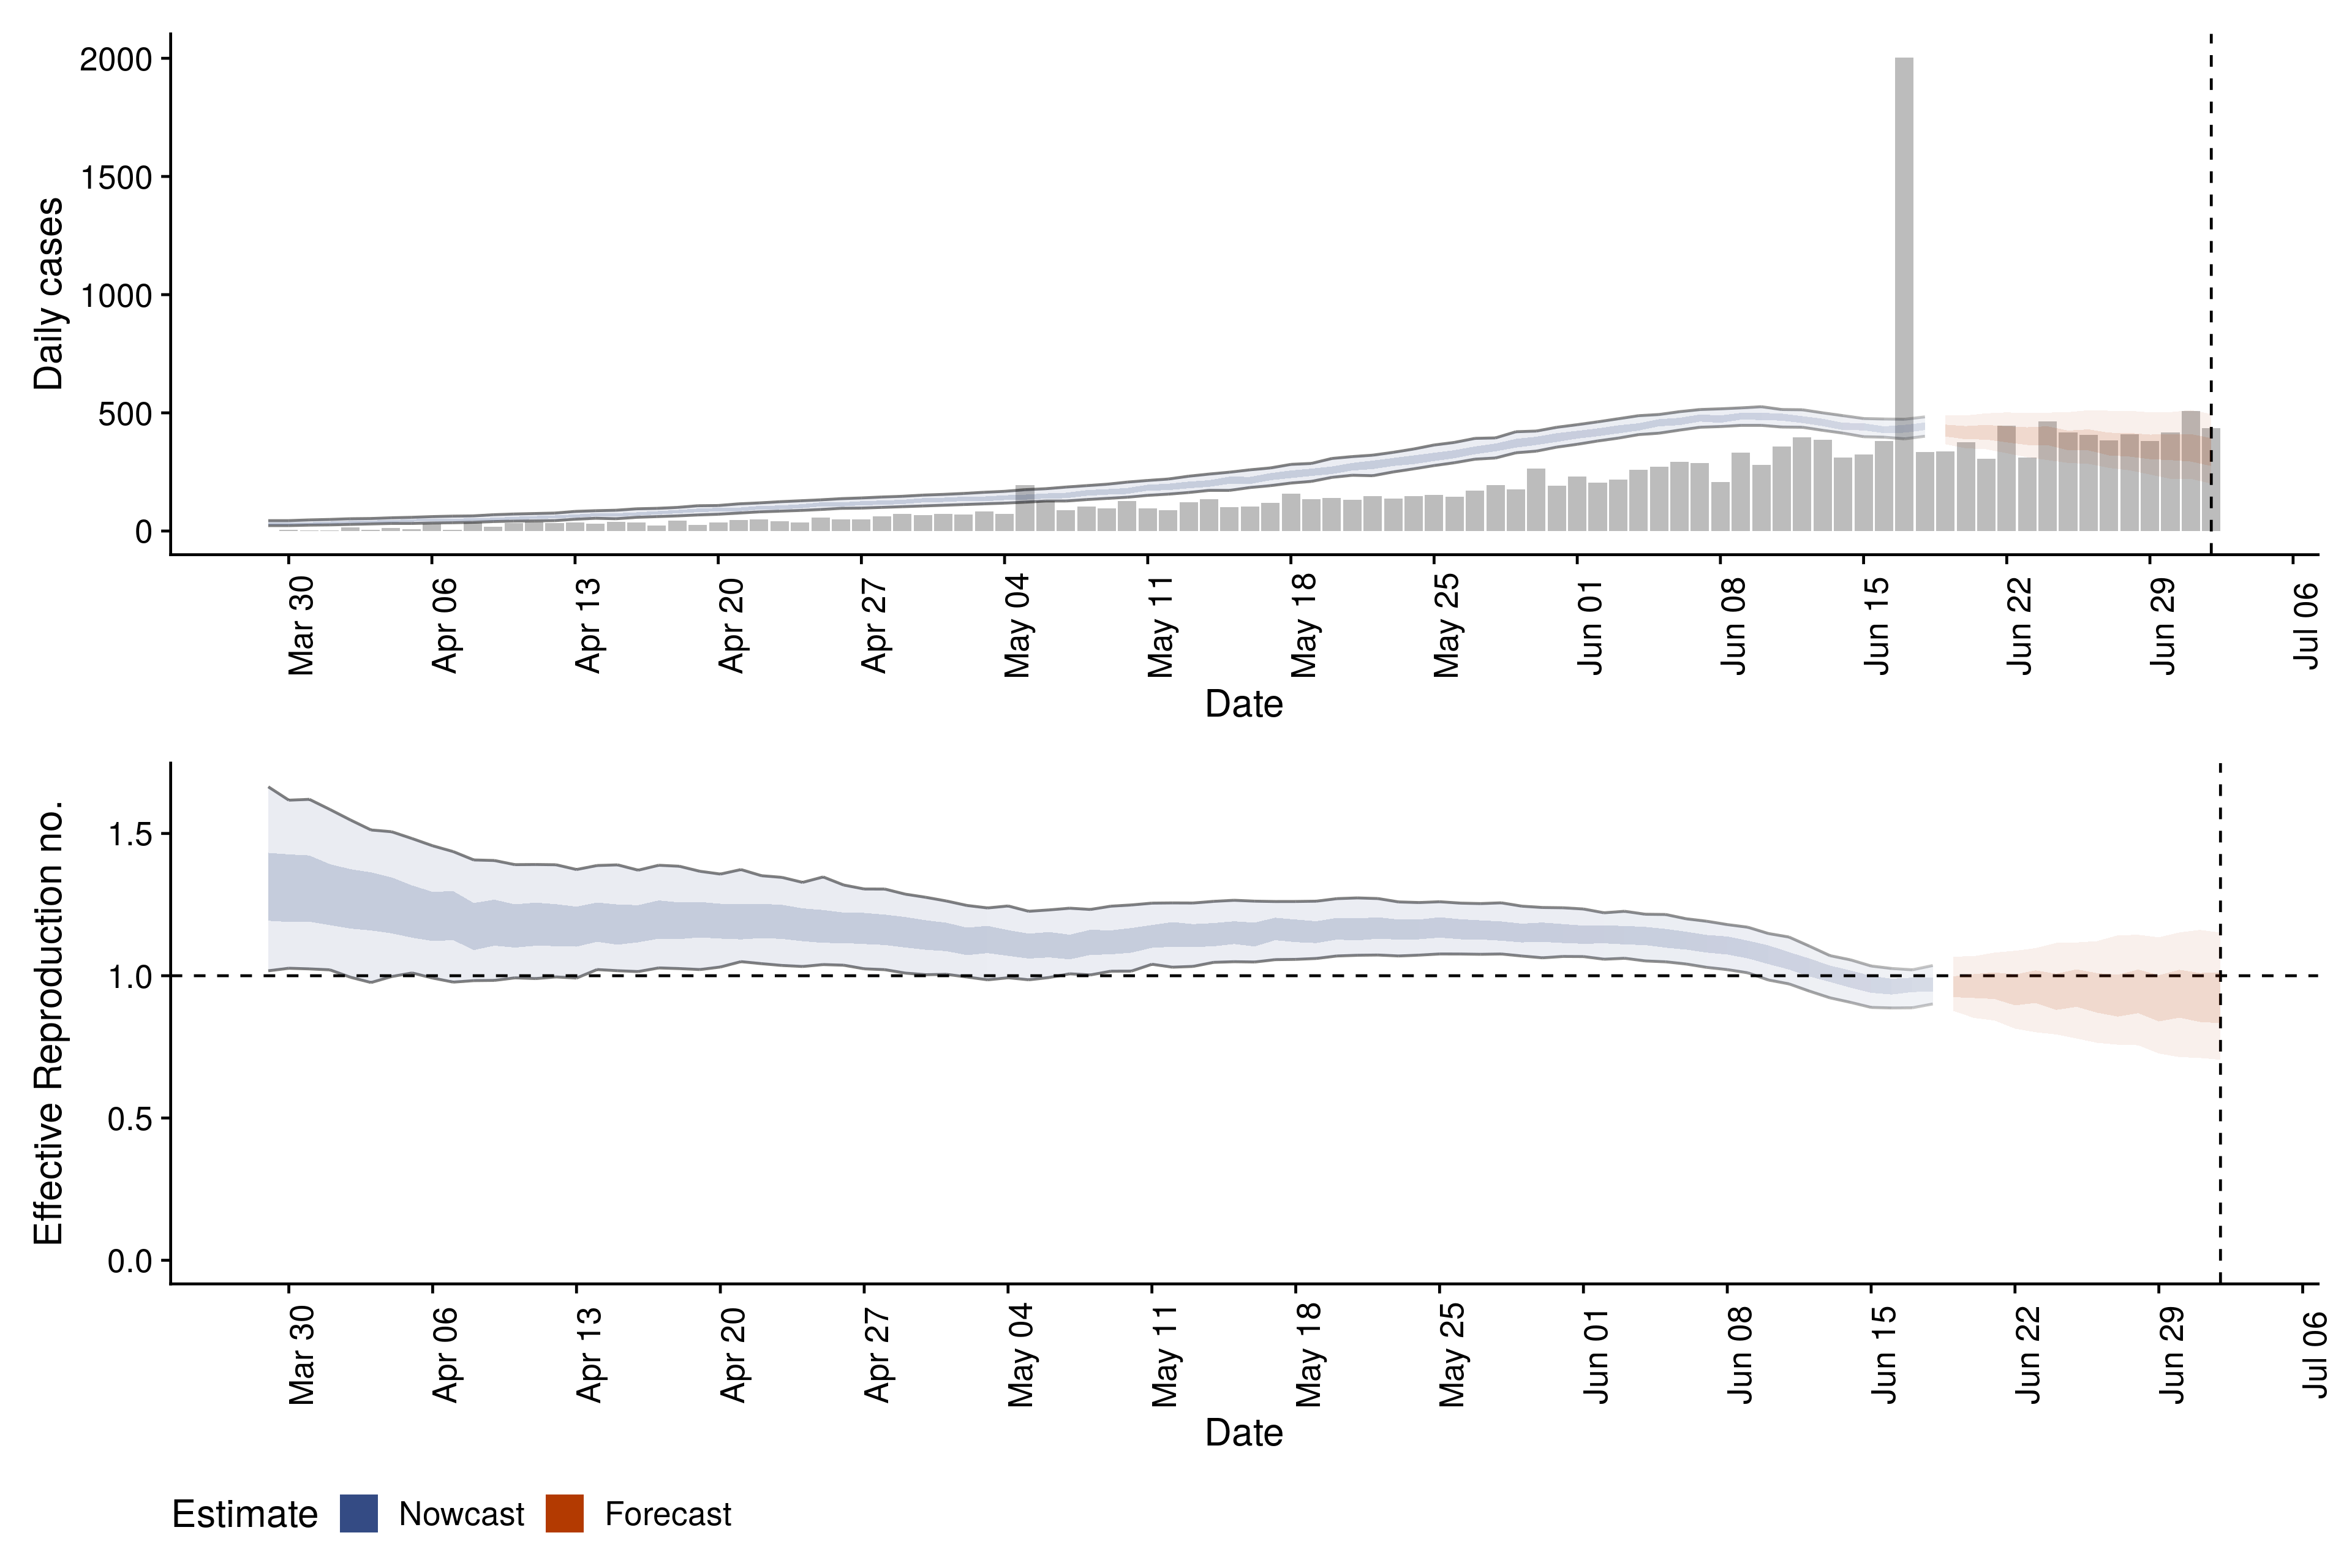 Daily cases
2000
1500
1000
500
0
Mar 30 Apr 06 Apr 13 Apr 20 Apr 27 May 04 May 11 May 18 May 25 Jun 01 Jun 08 Jun 15 Jun 22 Jun 29 Jul 06
Date
Effective Reproduction no.
1.5
1.0
0.5
0.0
Mar 30 Apr 06 Apr 13 Apr 20 Apr 27 May 04 May 11 May 18 May 25 Jun 01 Jun 08 Jun 15 Jun 22 Jun 29 Jul 06
Date
Estimate Nowcast Forecast